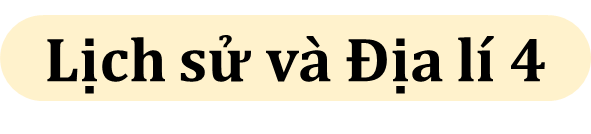 Lịch sử và Địa lí 4